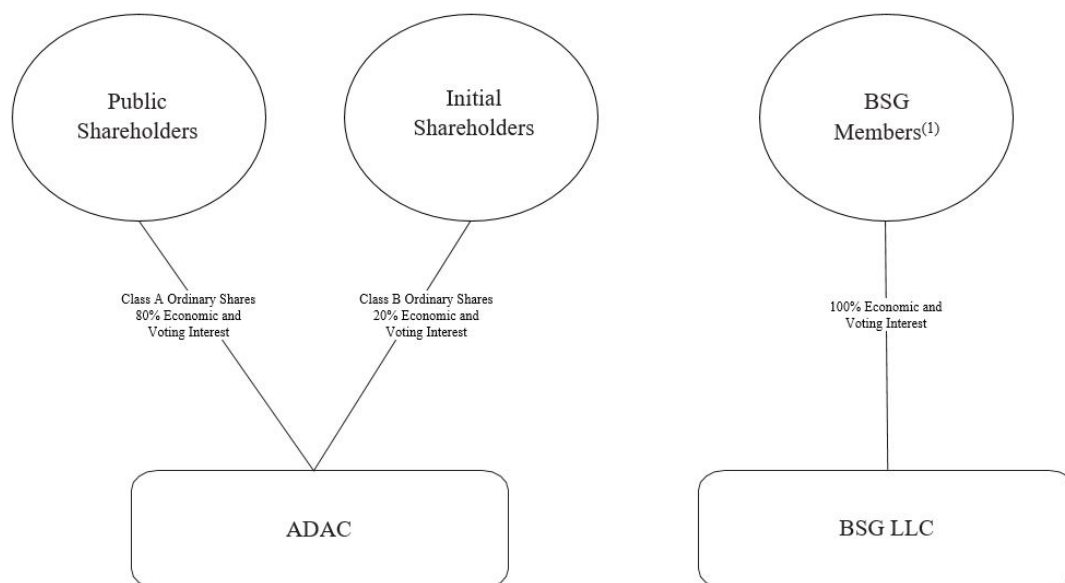 Public
Shareholders
Initial
Shareholders
BSG
Members(1)
Class A Ordinary Shares
80% Economic and
Voting Interest
Class B Ordinary Shares
20% Economic and
Voting Interest
100% Economic and
Voting Interest
ADAC
BSG LLC